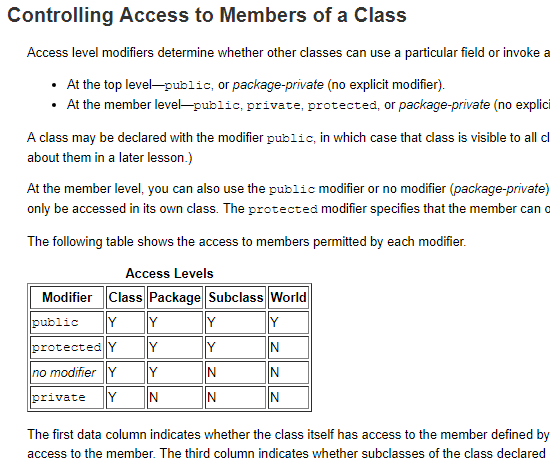 Controlling Access to Members of a Class
Access level modifiers determine whether other classes can use a particular field or invoke a
• At the top level—public, or package-private (no explicit modifier).
• At the member level—public, private, protected, or package-private (no explici
A class may be declared with the modifier public, in which case that class is visible to all cl
about them in a later lesson.)
At the member level, you can also use the public modifier or no modifier (package-private)
only be accessed in its own class. The protected modifier specifies that the member can o
The following table shows the access to members permitted by each modifier.
Access Levels
Modifier Class Package Subclass World
public Y Y Y Y
protected Y Y Y N
no modifier Y Y N N
private Y N N N
The first data column indicates whether the class itself has access to the member defined by
access to the member. The third column indicates whether subclasses of the class declared